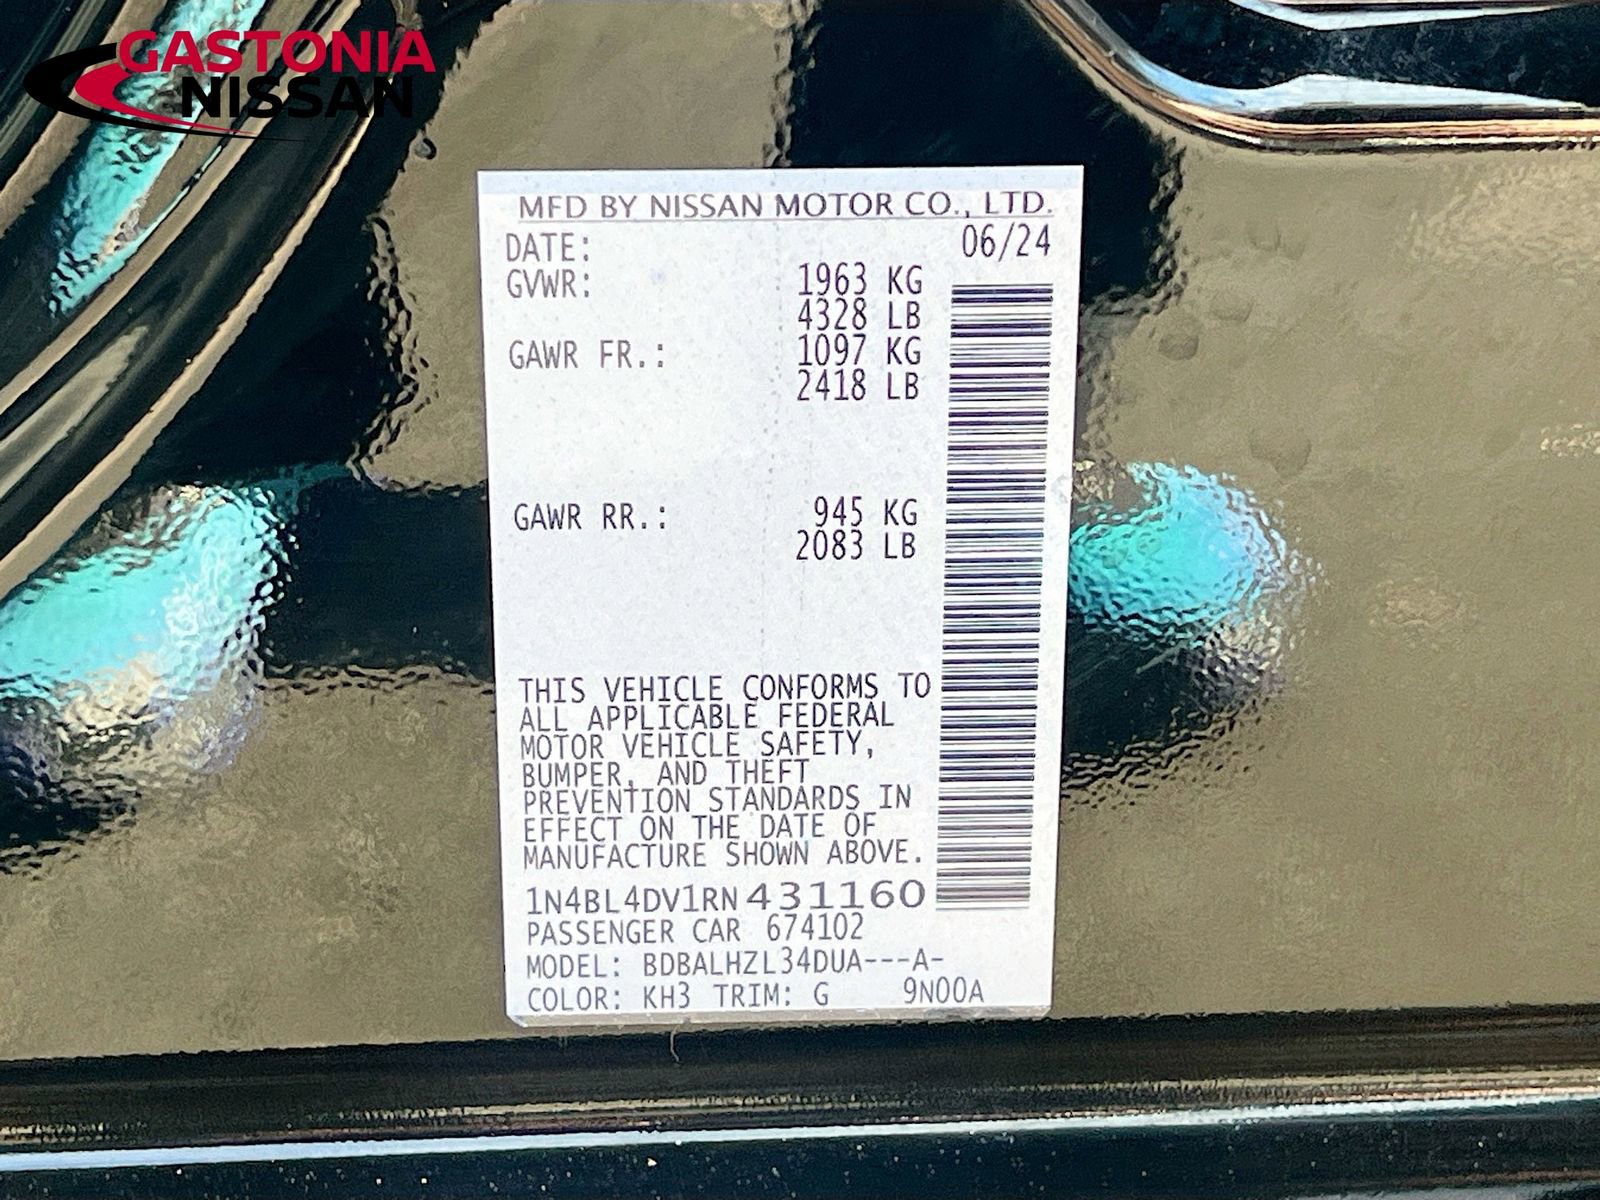 GASTONIA
NISSAN
MFD BY NISSAN MOTOR CO., LTD.
DATE: 06/24
GVWR: 1963 KG
4328 LB
GAWR FR.: 1097 KG
2418 LB
GAWR RR.: 945 KG
2083 LB
THIS VEHICLE CONFORMS TO
ALL APPLICABLE FEDERAL
MOTOR VEHICLE SAFETY,
BUMPER, AND THEFT
PREVENTION STANDARDS IN
EFFECT ON THE DATE OF
MANUFACTURE SHOWN ABOVE.
1N4BL4DV1RN431160
PASSENGER CAR 674102
MODEL: BDBALHZL34DUA---A-
COLOR: KH3 TRIM: G 9N00A